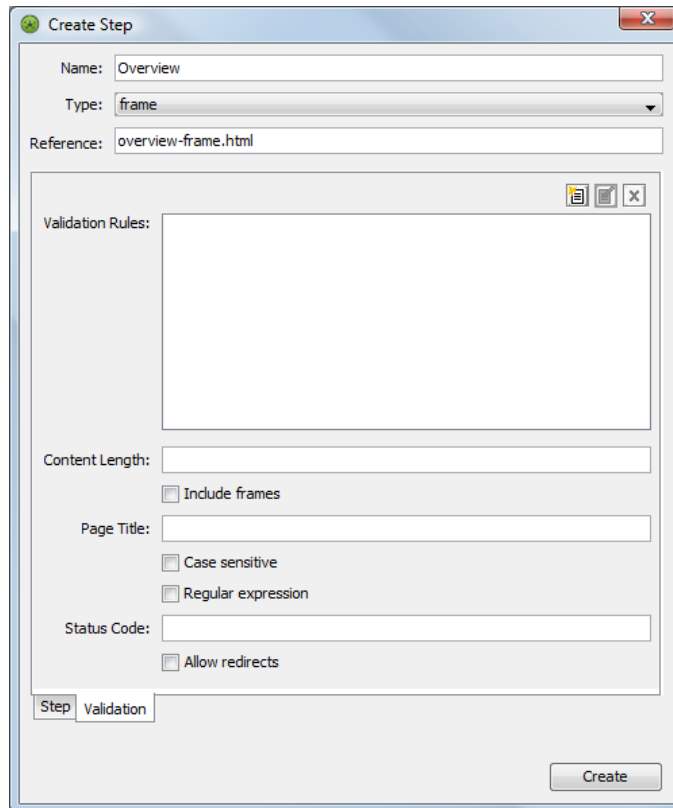 Create Step
Name: Overview
Type: frame
Reference: overview-frame.html
Validation Rules:
Content Length:
Include frames
Page Title:
Case sensitive
Regular expression
Status Code:
Allow redirects
Step Validation
Create